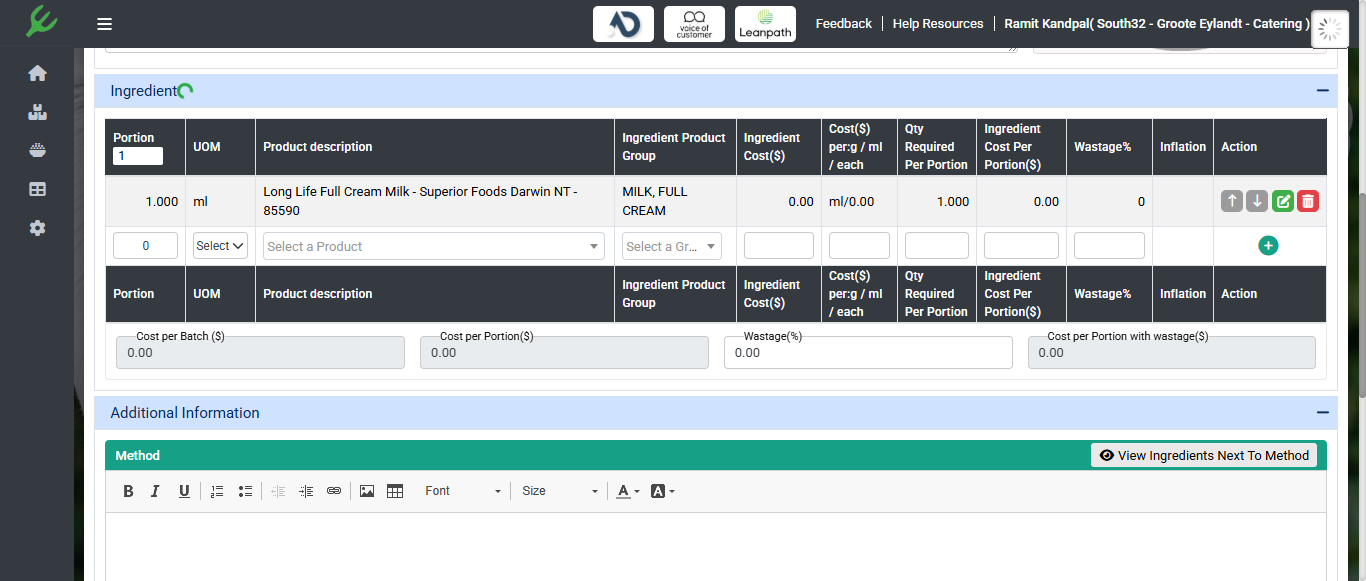 voice of
customer
Leanpath
Feedback
Help Resources
Ramit Kandpal( South32 - Groote Eylandt - Catering )
Ingredient
Portion
1
UOM
Product description
Ingredient Product
Group
Ingredient
Cost($)
Cost($)
per:g / ml
/ each
Qty
Required
Per Portion
Ingredient
Cost Per
Portion($)
Wastage%
Inflation
Action
1.000
ml
Long Life Full Cream Milk - Superior Foods Darwin NT -
85590
MILK, FULL
CREAM
0.00
ml/0.00
1.000
0.00
0
0
Select
Select a Product
Select a Gr...
Portion
UOM
Product description
Ingredient Product
Group
Ingredient
Cost($)
Cost($)
per:g / ml
/ each
Qty
Required
Per Portion
Ingredient
Cost Per
Portion($)
Wastage%
Inflation
Action
Cost per Batch ($)
0.00
Cost per Portion($)
0.00
Wastage(%)
0.00
Cost per Portion with wastage($)
0.00
Additional Information
Method
View Ingredients Next To Method
B I U
Font
Size
A
A